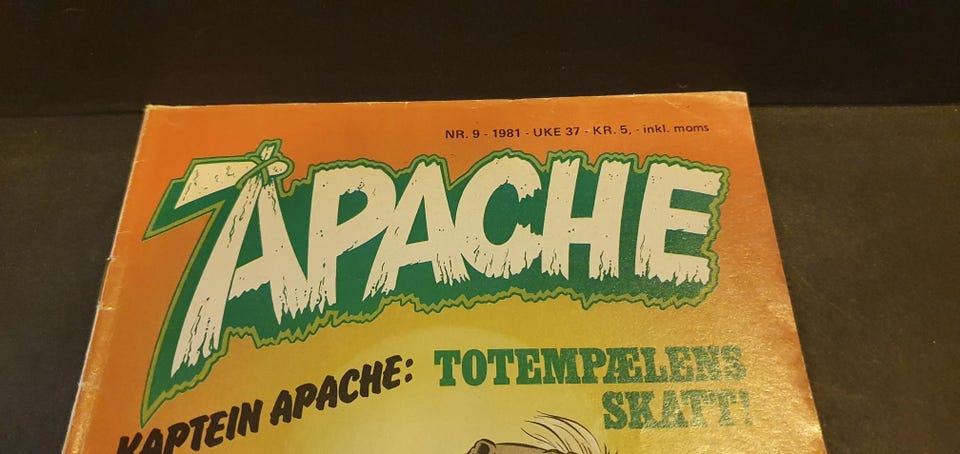 NR. 9 - 1981 - UKE 37 - KR. 5, - inkl. moms
APACHE
KAPTEIN APACHE:
TOTEMPÆLENS
SKATT!